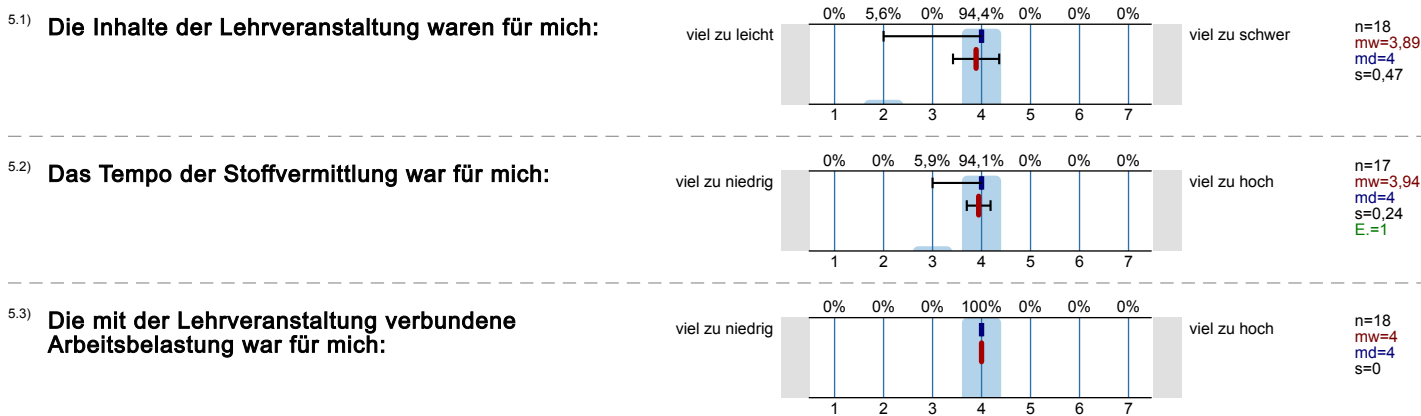 5.1) Die Inhalte der Lehrveranstaltung waren für mich:
0% 5,6% 0% 94,4% 0% 0% 0%
viel zu leicht
viel zu schwer
1 2 3 4 5 6 7
n=18
mw=3,89
md=4
s=0,47
5.2) Das Tempo der Stoffvermittlung war für mich:
0% 0% 5,9% 94,1% 0% 0% 0%
viel zu niedrig
viel zu hoch
1 2 3 4 5 6 7
n=17
mw=3,94
md=4
s=0,24
E.=1
5.3) Die mit der Lehrveranstaltung verbundene
Arbeitsbelastung war für mich:
0% 0% 0% 100% 0% 0% 0%
viel zu niedrig
viel zu hoch
1 2 3 4 5 6 7
n=18
mw=4
md=4
s=0